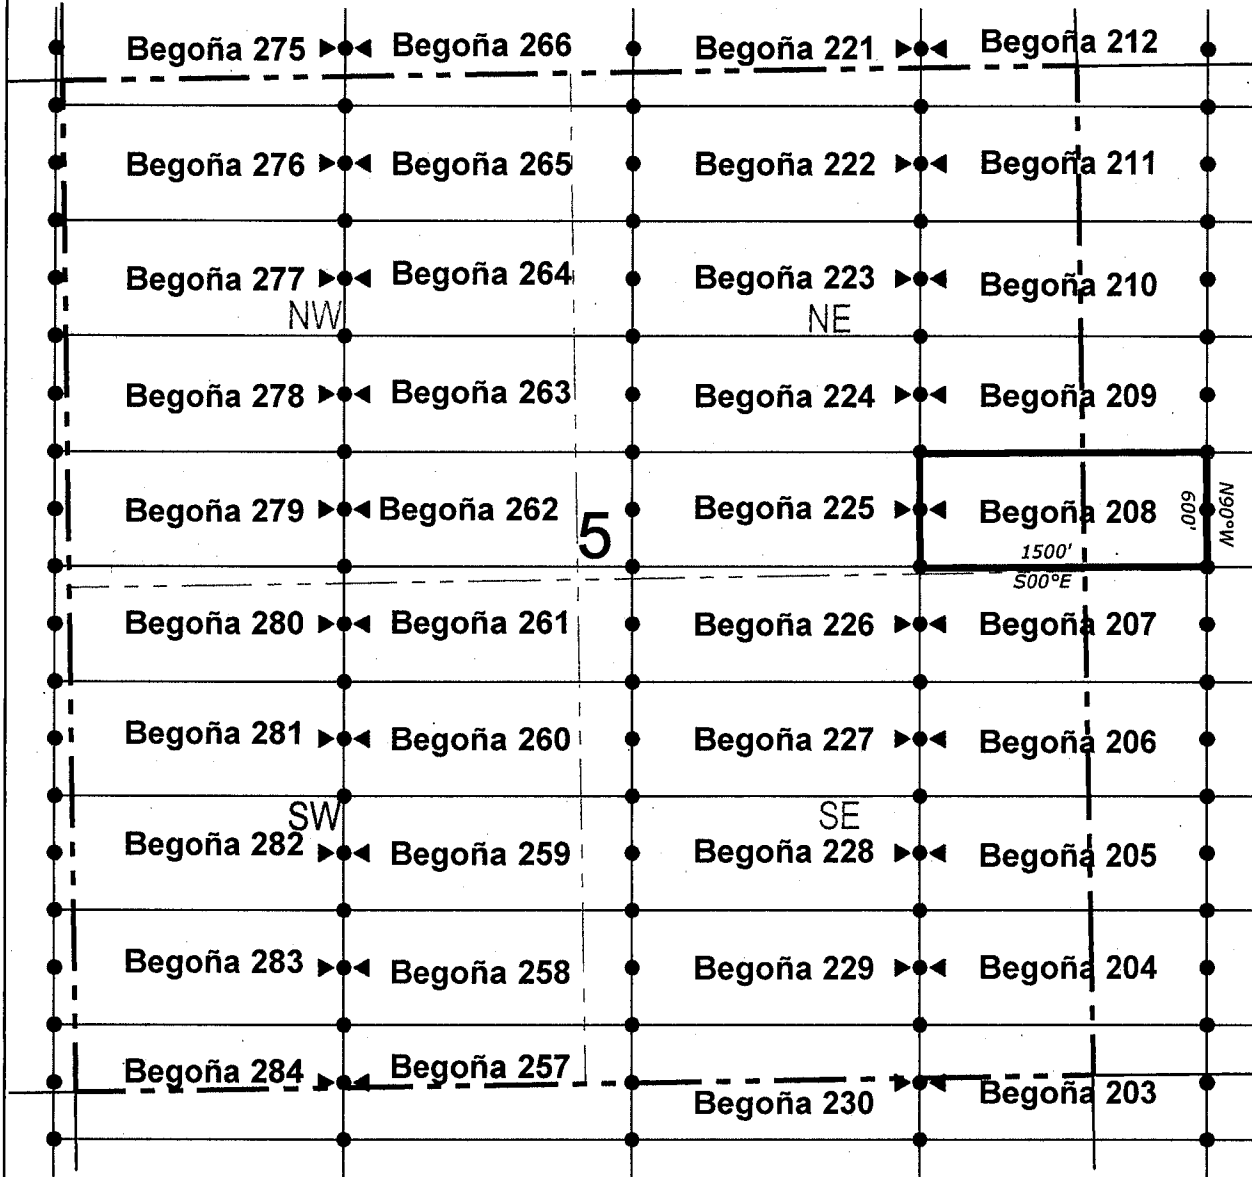 Begoña 275 Begoña 266 Begoña 221 Begoña 212
Begoña 276 Begoña 265 Begoña 222 Begoña 211
Begoña 277 Begoña 264 Begoña 223 Begoña 210
NW NE
Begoña 278 Begoña 263 Begoña 224 Begoña 209
Begoña 279 Begoña 262 5 Begoña 225 Begoña 208 600' N90°W
1500'
S00°E
Begoña 280 Begoña 261 Begoña 226 Begoña 207
Begoña 281 Begoña 260 Begoña 227 Begoña 206
SW SE
Begoña 282 Begoña 259 Begoña 228 Begoña 205
Begoña 283 Begoña 258 Begoña 229 Begoña 204
Begoña 284 Begoña 257 Begoña 230 Begoña 203